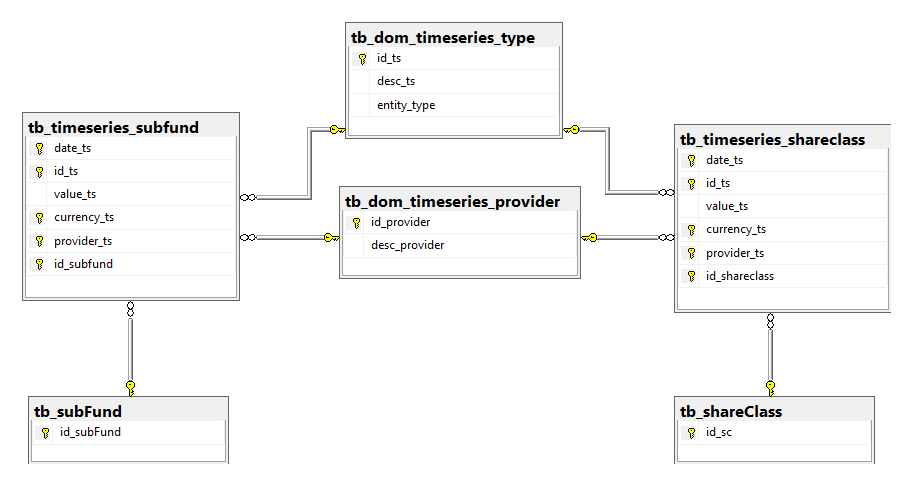 tb_dom_timeseries_type
id_ts
desc_ts
entity_type
tb_timeseries_subfund
date_ts
id_ts
value_ts
currency_ts
provider_ts
id_subfund
tb_dom_timeseries_provider
id_provider
desc_provider
tb_timeseries_shareclass
date_ts
id_ts
value_ts
currency_ts
provider_ts
id_shareclass
tb_subFund
id_subFund
tb_shareClass
id_sc